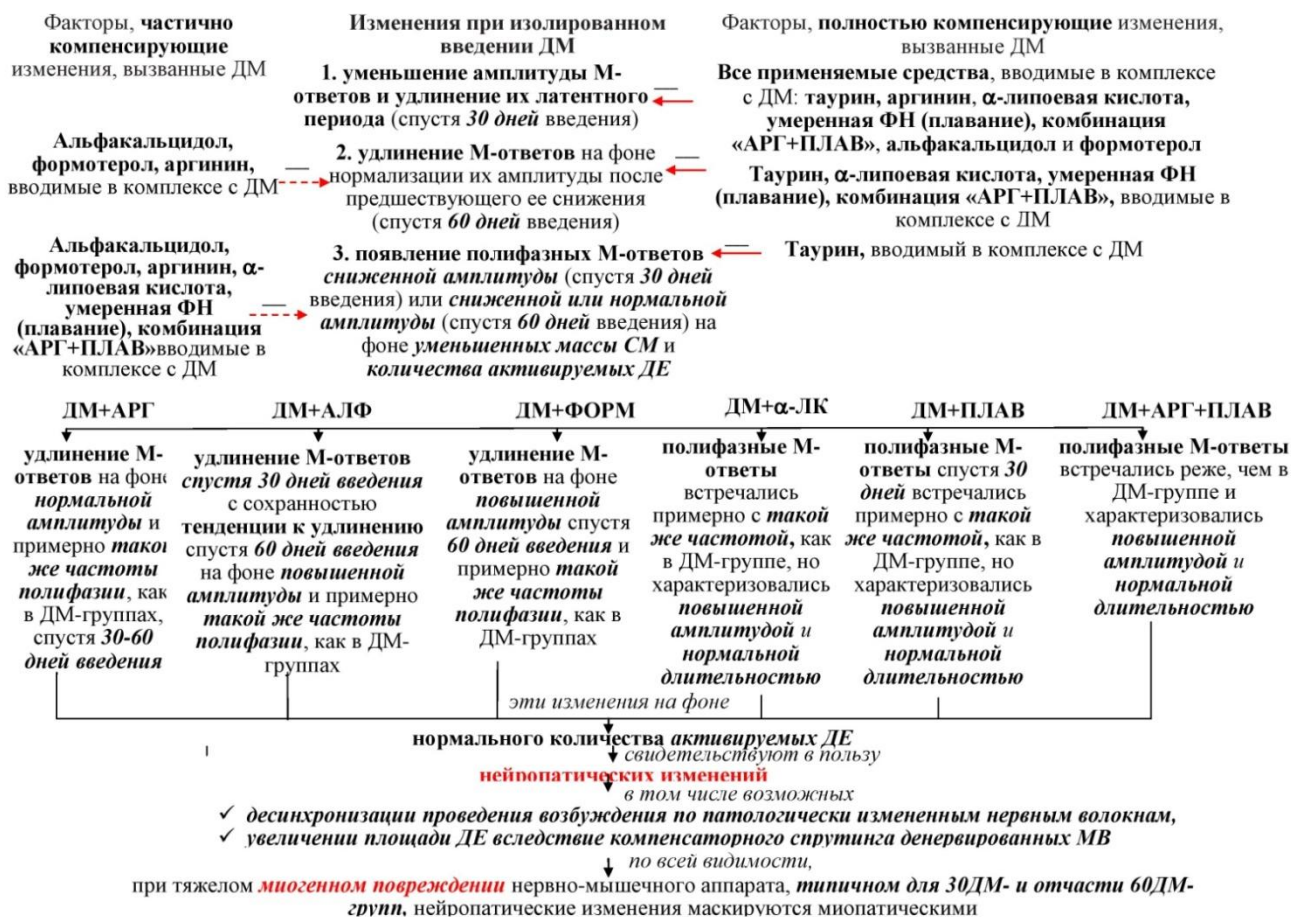 Факторы, частично
компенсирующие
изменения, вызванные ДМ
Изменения при изолированном
введении ДМ
Факторы, полностью компенсирующие изменения,
вызванные ДМ
1. уменьшение амплитуды М-
ответов и удлинение их латентного
периода (спустя 30 дней введения)
Все применяемые средства, вводимые в комплексе
с ДМ: таурин, аргинин, α-липоевая кислота,
умеренная ФН (плавание), комбинация
«АРГ+ПЛАВ», альфакальцидол и формотерол
Альфакальцидол,
формотерол, аргинин,
вводимые в комплексе с ДМ
2. удлинение М-ответов на фоне
нормализации их амплитуды после
предшествующего ее снижения
(спустя 60 дней введения)
Таурин, α-липоевая кислота, умеренная ФН
(плавание), комбинация «АРГ+ПЛАВ», вводимые в
комплексе с ДМ
Альфакальцидол,
формотерол, аргинин, α-
липоевая кислота,
умеренная ФН
(плавание), комбинация
«АРГ+ПЛАВ»вводимые в
комплексе с ДМ
3. появление полифазных М-ответов
сниженной амплитуды (спустя 30 дней
введения) или сниженной или нормальной
амплитуды (спустя 60 дней введения) на
фоне уменьшенных массы СМ и
количества активируемых ДЕ
Таурин, вводимый в комплексе с ДМ
ДМ+АРГ
ДМ+АЛФ
ДМ+ФОРМ
ДМ+α-ЛК
ДМ+ПЛАВ
ДМ+АРГ+ПЛАВ
удлинение М-
ответов на фоне
нормальной
амплитуды и
примерно такой
же частоты
полифазии, как
в ДМ-группах,
спустя 30-60
дней введения
удлинение М-ответов
спустя 30 дней введения
с сохранностью
тенденции к удлинению
спустя 60 дней введения
на фоне повышенной
амплитуды и примерно
такой же частоты
полифазии, как в ДМ-
группах
удлинение М-
ответов на фоне
повышенной
амплитуды спустя
60 дней введения и
примерно такой
же частоты
полифазии, как в
ДМ-группах
полифазные М-
ответы
встречались
примерно с такой
же частотой, как
в ДМ-группе, но
характеризовались
повышенной
амплитудой и
нормальной
длительностью
полифазные М-
ответы спустя 30
дней встречались
примерно с такой
же частотой, как в
ДМ-группе, но
характеризовались
повышенной
амплитудой и
нормальной
длительностью
полифазные М-ответы
встречались реже, чем в
ДМ-группе и
характеризовались
повышенной
амплитудой и
нормальной
длительностью
эти изменения на фоне
нормального количества активируемых ДЕ
свидетельствуют в пользу
нейропатических изменений
в том числе возможных
✓ десинхронизации проведения возбуждения по патологически измененным нервным волокнам,
✓ увеличении площади ДЕ вследствие компенсаторного спрутинга денервированных МВ
по всей видимости,
при тяжелом миогенном повреждении нервно-мышечного аппарата, типичном для 30ДМ- и отчасти 60ДМ-
групп, нейропатические изменения маскируются миопатическими